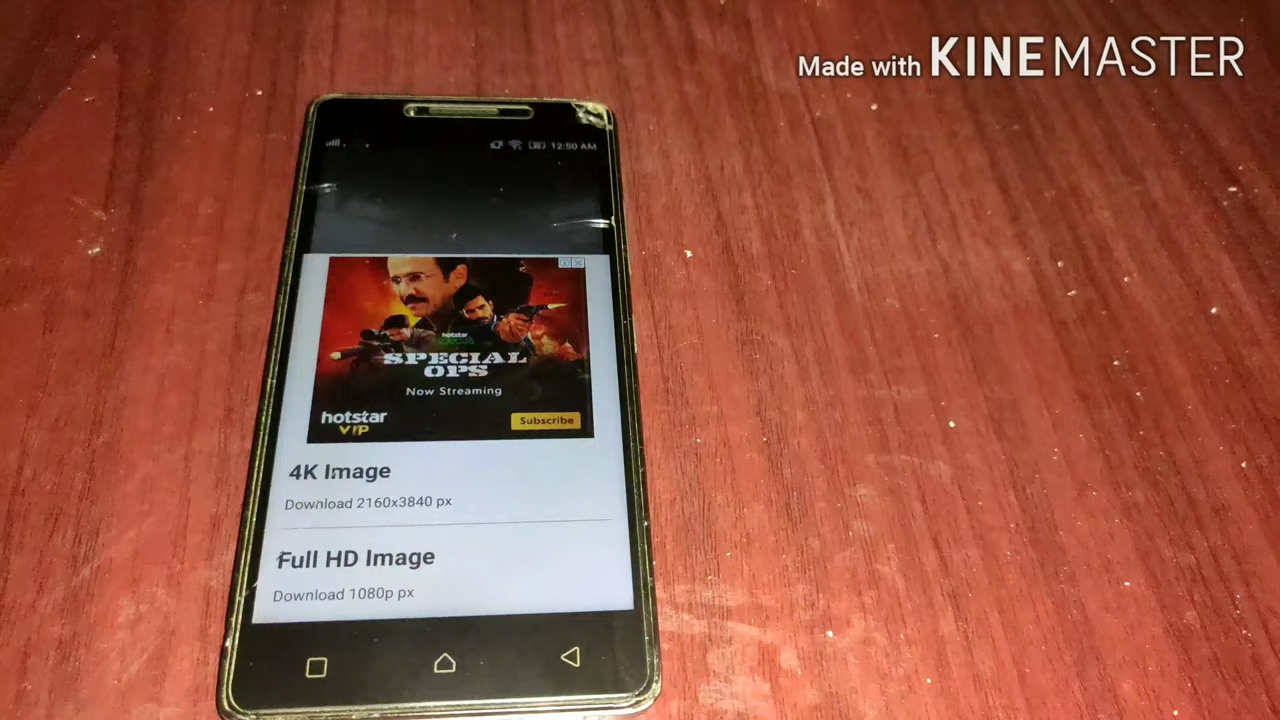 Made with KINEMASTER
12:50 AM
hotstar
SPECIAL
OPS
Now Streaming
hotstar
VIP
Subscribe
4K Image
Download 2160x3840 px
Full HD Image
Download 1080p px